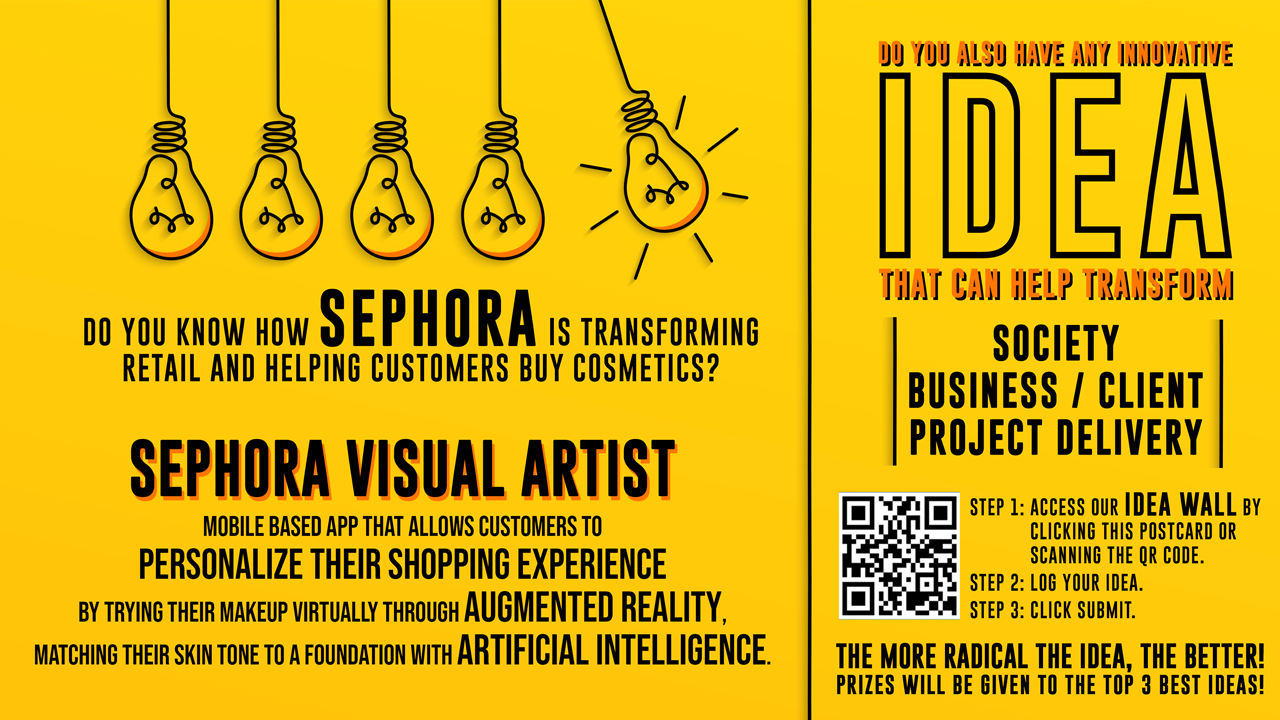 DO YOU KNOW HOW SEPHORA IS TRANSFORMING
RETAIL AND HELPING CUSTOMERS BUY COSMETICS?
SEPHORA VISUAL ARTIST
MOBILE BASED APP THAT ALLOWS CUSTOMERS TO
PERSONALIZE THEIR SHOPPING EXPERIENCE
BY TRYING THEIR MAKEUP VIRTUALLY THROUGH AUGMENTED REALITY,
MATCHING THEIR SKIN TONE TO A FOUNDATION WITH ARTIFICIAL INTELLIGENCE.
DO YOU ALSO HAVE ANY INNOVATIVE
IDEA
THAT CAN HELP TRANSFORM
SOCIETY
BUSINESS / CLIENT
PROJECT DELIVERY
STEP 1: ACCESS OUR IDEA WALL BY
CLICKING THIS POSTCARD OR
SCANNING THE QR CODE.
STEP 2: LOG YOUR IDEA.
STEP 3: CLICK SUBMIT.
THE MORE RADICAL THE IDEA, THE BETTER!
PRIZES WILL BE GIVEN TO THE TOP 3 BEST IDEAS!